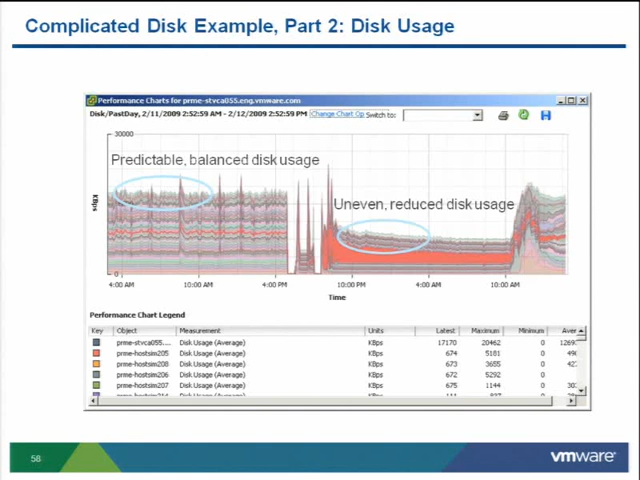 Complicated Disk Example, Part 2: Disk Usage
Performance Charts for prme-stvca055.eng.vmware.com
Disk/PastDay, 2/11/2009 2:52:59 AM - 2/12/2009 2:52:59 PM Change Chart Op Switch to:
30000
Predictable, balanced disk usage
Uneven, reduced disk usage
KBps
0
4:00 AM 10:00 AM 4:00 PM 10:00 PM 4:00 AM 10:00 AM
Time
Performance Chart Legend
Key Object Measurement Units Latest Maximum Minimum Aver
prme-stvca055.... Disk Usage (Average) KBps 17170 20462 0
prme-hostsim205 Disk Usage (Average) KBps 674 5181 0
prme-hostsim208 Disk Usage (Average) KBps 673 3655 0
prme-hostsim206 Disk Usage (Average) KBps 672 5292 0
prme-hostsim207 Disk Usage (Average) KBps 675 1144 0
58
vmware